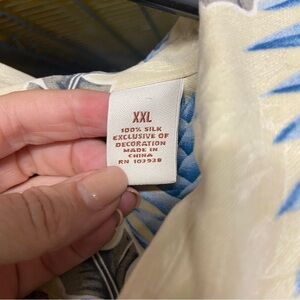 XXL
100% SILK
EXCLUSIVE OF
DECORATION
MADE IN
CHINA
RN 103938